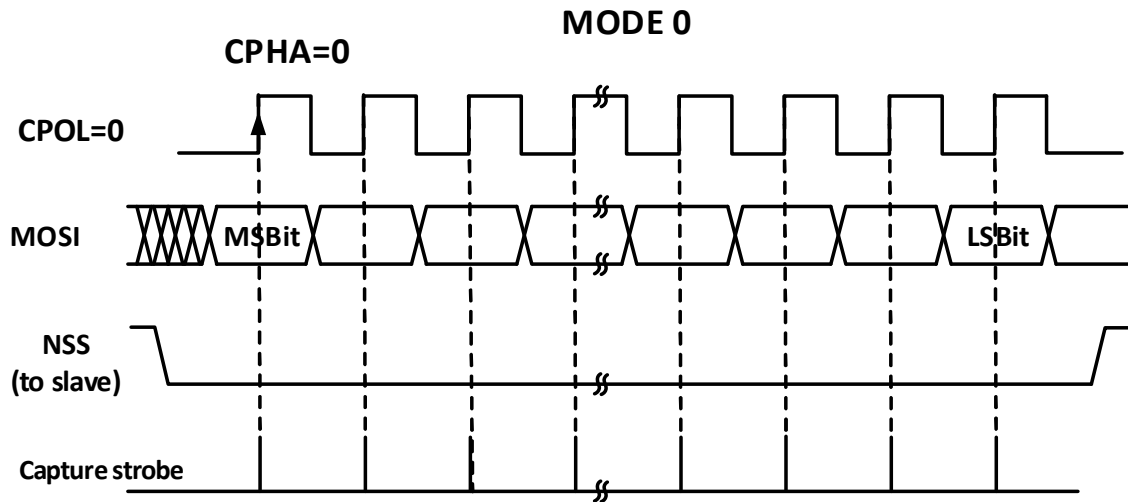 MODE 0
CPHA=0
CPOL=0
MOSI
MSBit
LSBit
NSS
(to slave)
Capture strobe